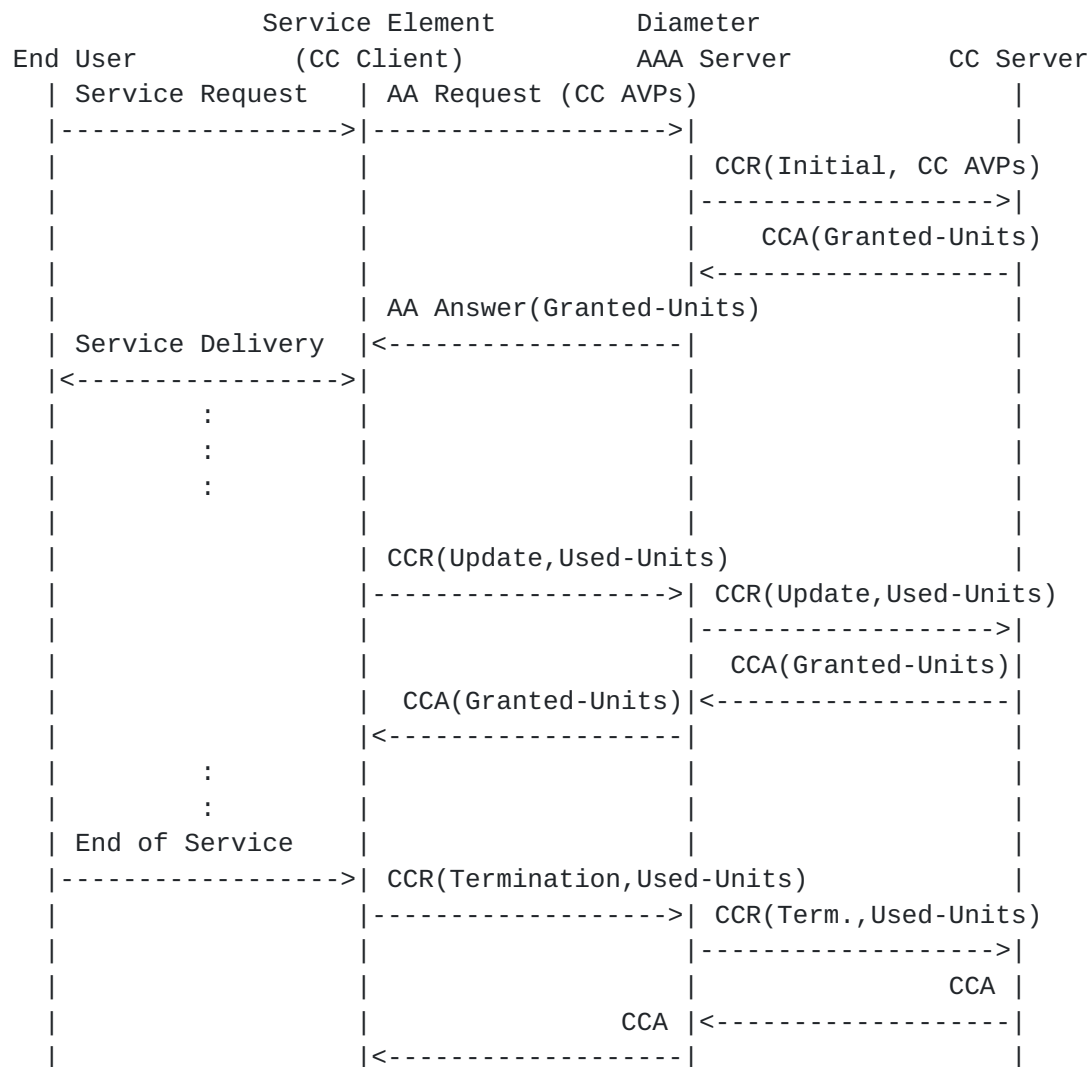 Service Element Diameter
End User (CC Client) AAA Server CC Server
Service Request AA Request (CC AVPs)
CCR(Initial, CC AVPs)
CCA(Granted-Units)
AA Answer(Granted-Units)
Service Delivery
:
:
:
CCR(Update,Used-Units)
CCR(Update,Used-Units)
CCA(Granted-Units)
CCA(Granted-Units)
:
:
End of Service
CCR(Termination,Used-Units)
CCR(Term.,Used-Units)
CCA
CCA